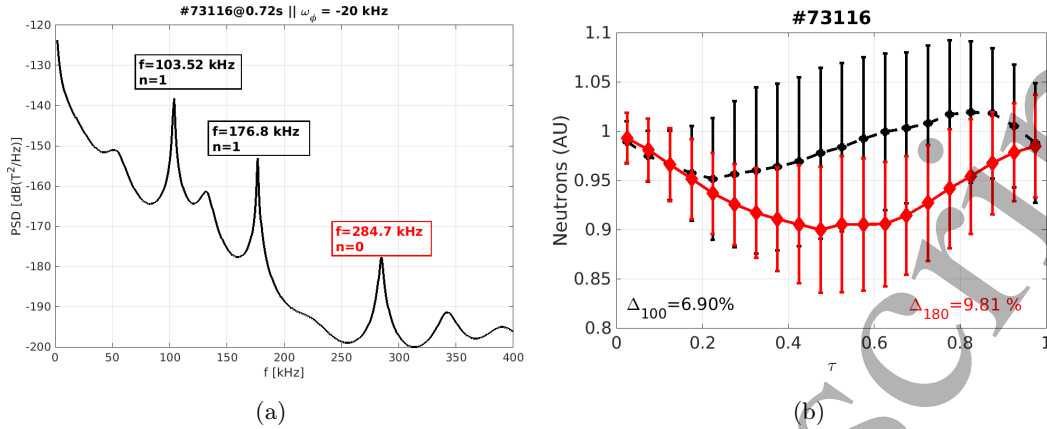 #73116@0.72s || ω_ϕ = -20 kHz
-120
-130
-140
-150
-160
-170
-180
-190
-200
PSD [dB(T²/Hz)]
f=103.52 kHz
n=1
f=176.8 kHz
n=1
f=284.7 kHz
n=0
0 50 100 150 200 250 300 350 400
f [kHz]
(a)
#73116
1.1
1.05
1
0.95
0.9
0.85
0.8
Neutrons (AU)
Δ₁₀₀=6.90%
Δ₁₈₀=9.81 %
0 0.2 0.4 0.6 0.8 1
τ
(b)